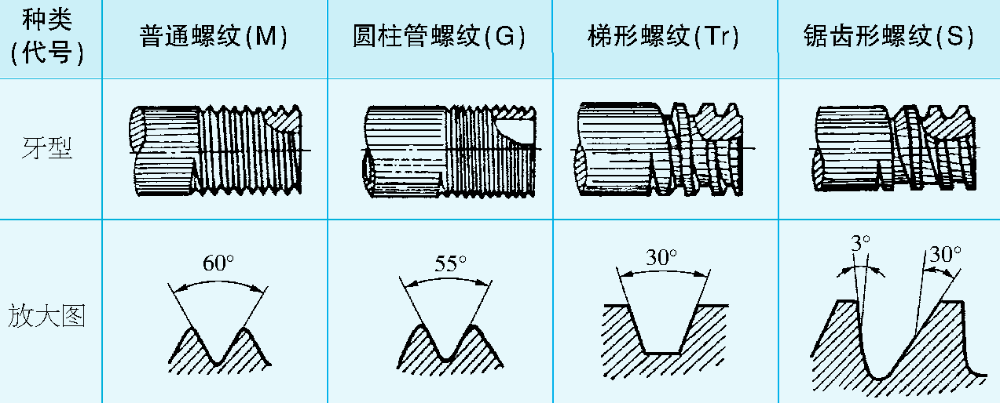 种类
(代号)
普通螺纹(M)
圆柱管螺纹(G)
梯形螺纹(Tr)
锯齿形螺纹(S)
牙型
放大图
60°
55°
30°
3°
30°